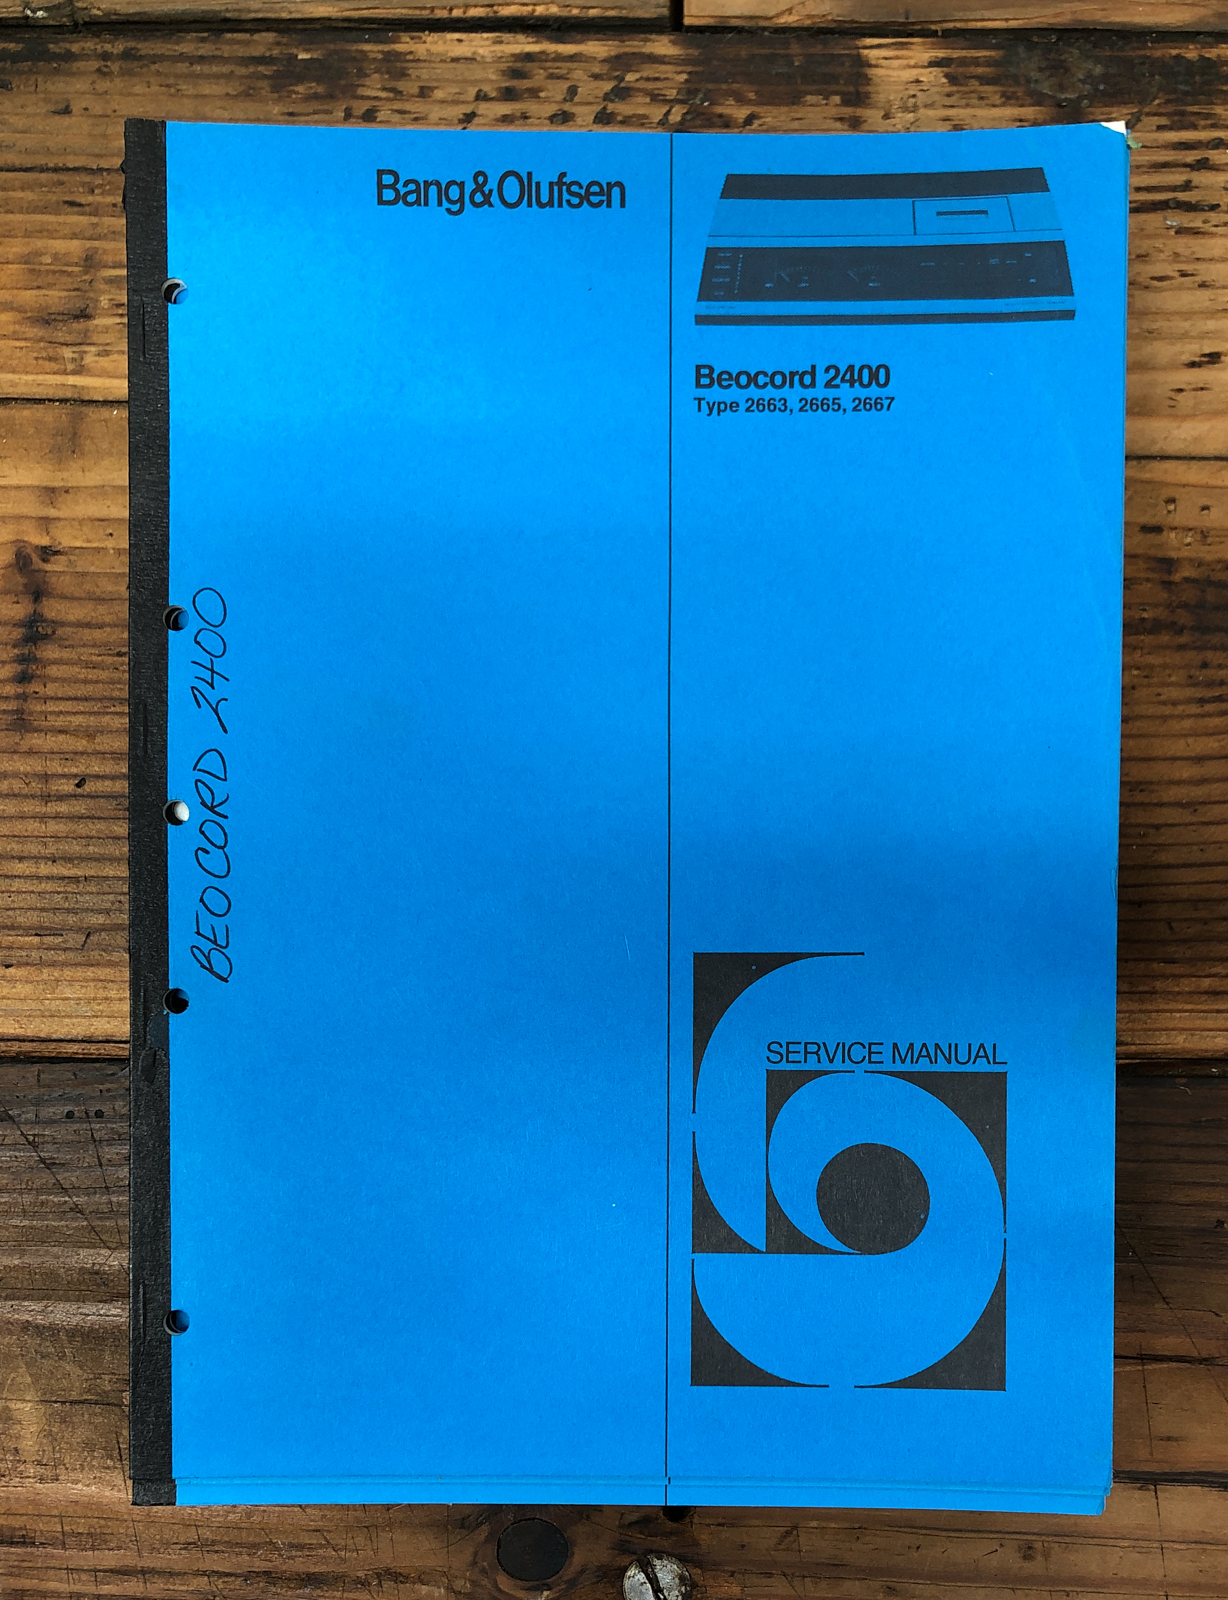 Bang&Olufsen
Beocord 2400
Type 2663, 2665, 2667
BEOCORD 2400
SERVICE MANUAL